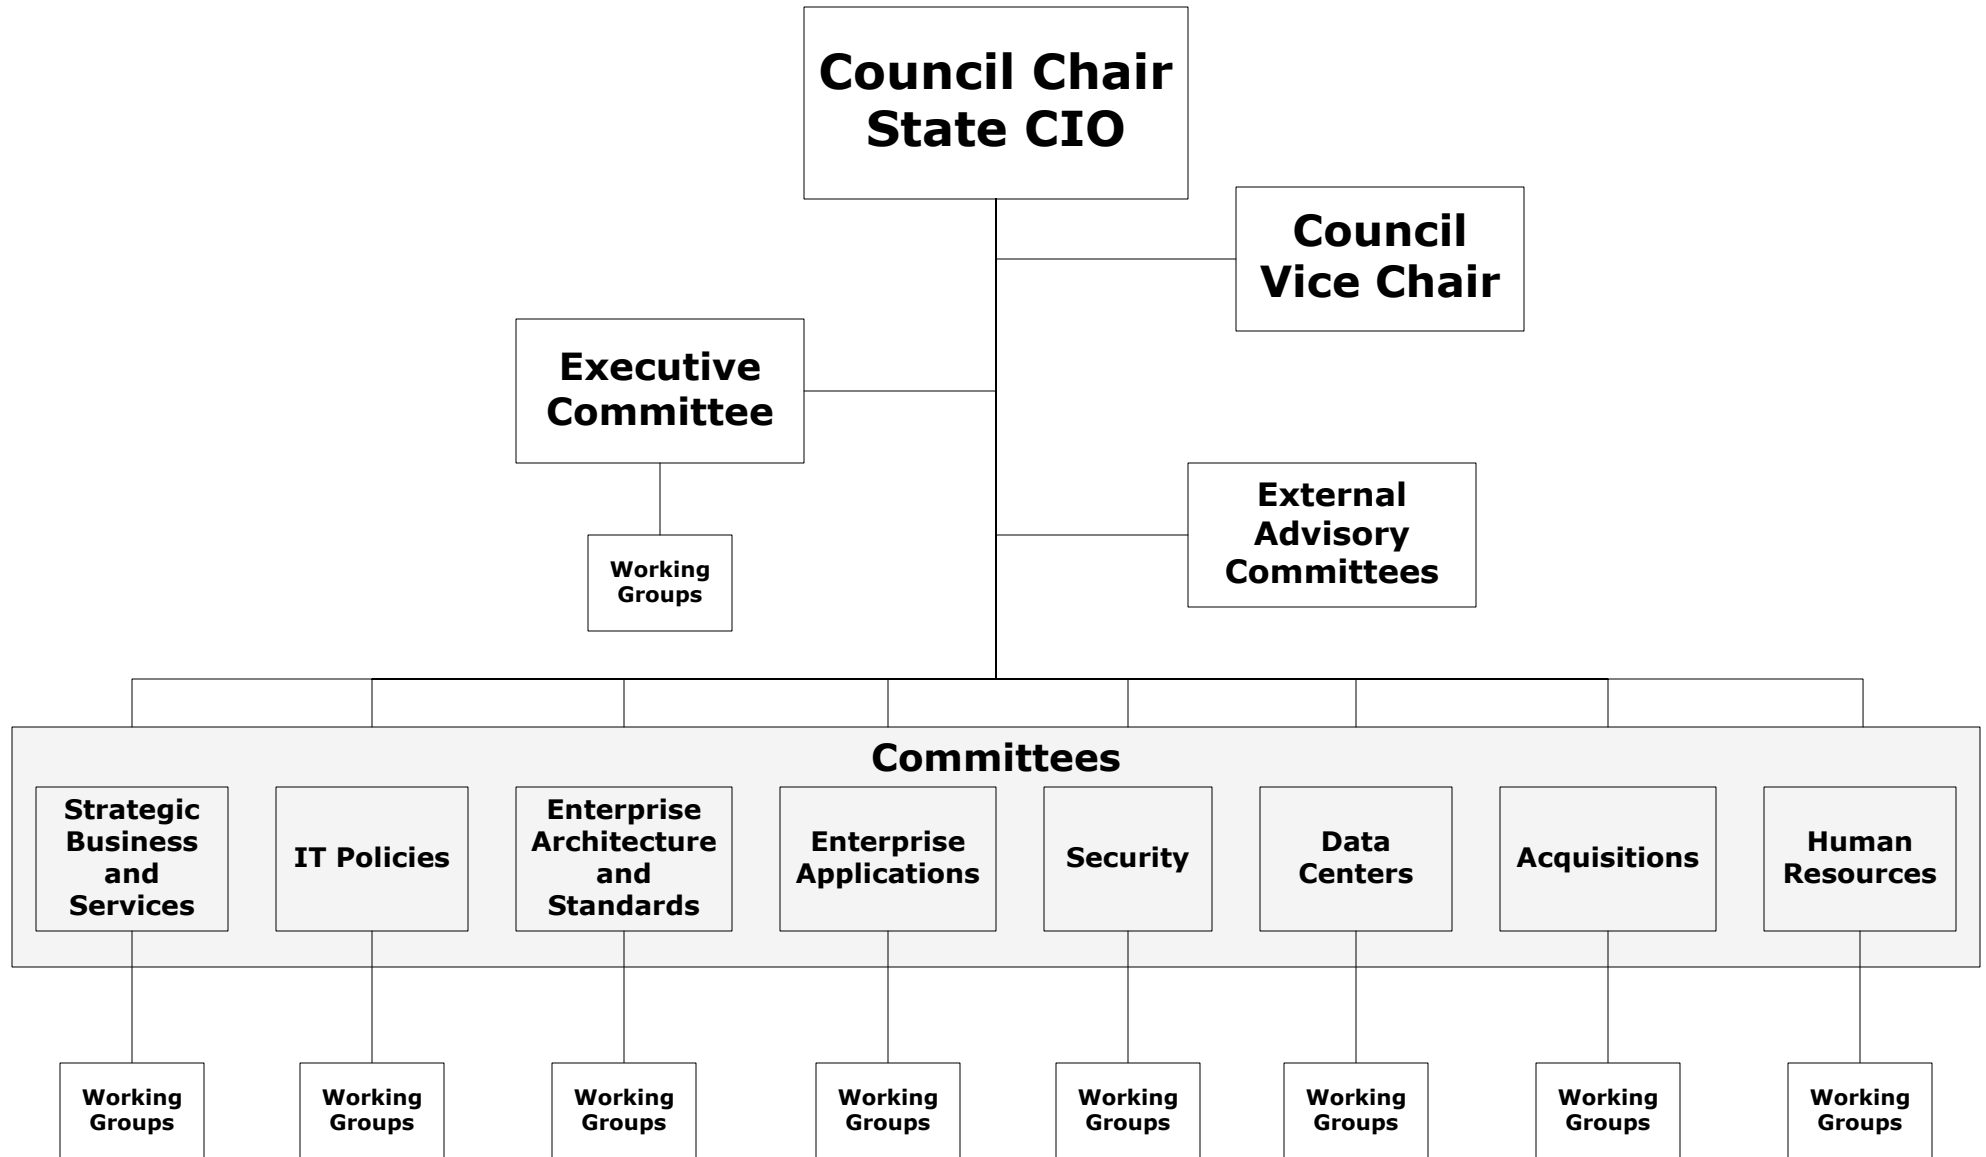 Council Chair
State CIO
Council
Vice Chair
Executive
Committee
External
Advisory
Committees
Working
Groups
Committees
Strategic
Business
and
Services
IT Policies
Enterprise
Architecture
and
Standards
Enterprise
Applications
Security
Data
Centers
Acquisitions
Human
Resources
Working
Groups
Working
Groups
Working
Groups
Working
Groups
Working
Groups
Working
Groups
Working
Groups
Working
Groups